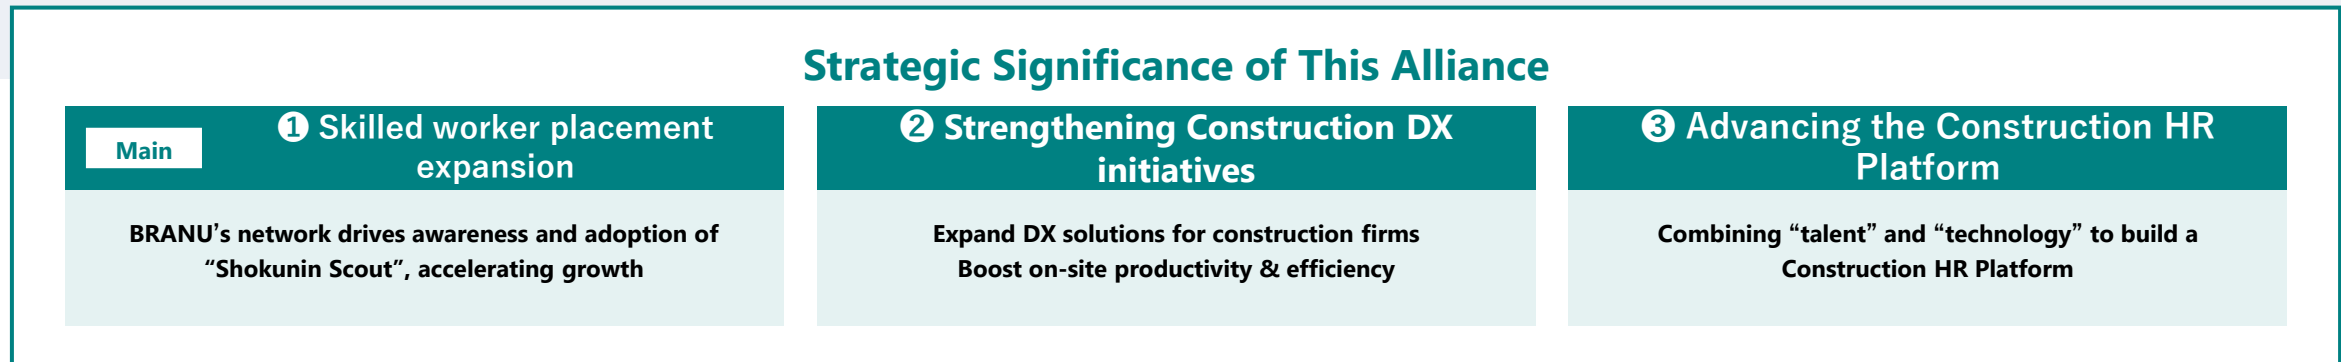 Strategic Significance of This Alliance
Main
❶ Skilled worker placement
expansion
BRANU’s network drives awareness and adoption of
“Shokunin Scout”, accelerating growth
❷ Strengthening Construction DX
initiatives
Expand DX solutions for construction firms
Boost on-site productivity & efficiency
❸ Advancing the Construction HR
Platform
Combining “talent” and “technology” to build a
Construction HR Platform